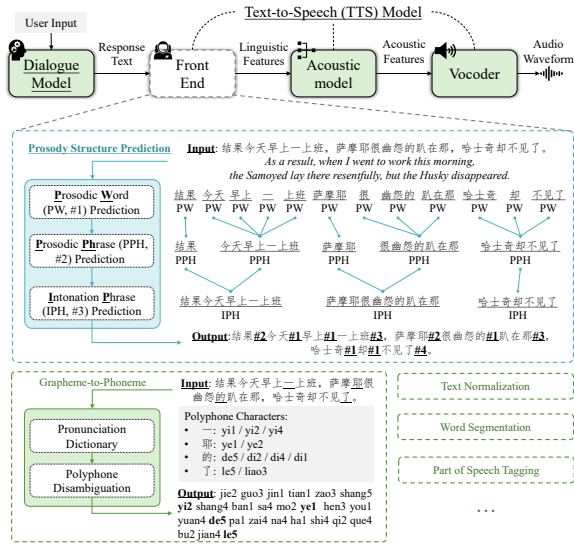 Text-to-Speech (TTS) Model
User Input
Dialogue Model
Response Text
Front End
Linguistic Features
Acoustic model
Acoustic Features
Vocoder
Audio Waveform
Prosody Structure Prediction
Input: 结果今天早上一上班，萨摩耶很幽怨的趴在那，哈士奇却不见了。
As a result, when I went to work this morning,
the Samoyed lay there resentfully, but the Husky disappeared.
Prosodic Word (PW, #1) Prediction
Prosodic Phrase (PPH, #2) Prediction
Intonation Phrase (IPH, #3) Prediction
结果 今天 早上 一 上班 萨摩耶 很 幽怨的 趴在那 哈士奇 却 不见了
PW PW PW PW PW PW PW PW PW PW PW PW
结果 今天早上一上班 萨摩耶 很幽怨的趴在那 哈士奇却不见了
PPH PPH PPH PPH PPH
结果今天早上一上班 萨摩耶很幽怨的趴在那 哈士奇却不见了
IPH IPH IPH
Output:结果#2今天#1早上#1一上班#3，萨摩耶#2很幽怨的#1趴在那#3，
哈士奇#1却#1不见了#4。
Grapheme-to-Phoneme
Pronunciation Dictionary
Polyphone Disambiguation
Input: 结果今天早上一上班，萨摩耶很
幽怨的趴在那，哈士奇却不见了。
Polyphone Characters:
• 一: yi1 / yi2 / yi4
• 耶: ye1 / ye2
• 的: de5 / di2 / di4 / di1
• 了: le5 / liao3
Output: jie2 guo3 jin1 tian1 zao3 shang5
yi2 shang4 ban1 sa4 mo2 ye1 hen3 you1
yuan4 de5 pa1 zai4 na4 ha1 shi4 qi2 que4
bu2 jian4 le5
Text Normalization
Word Segmentation
Part of Speech Tagging
...